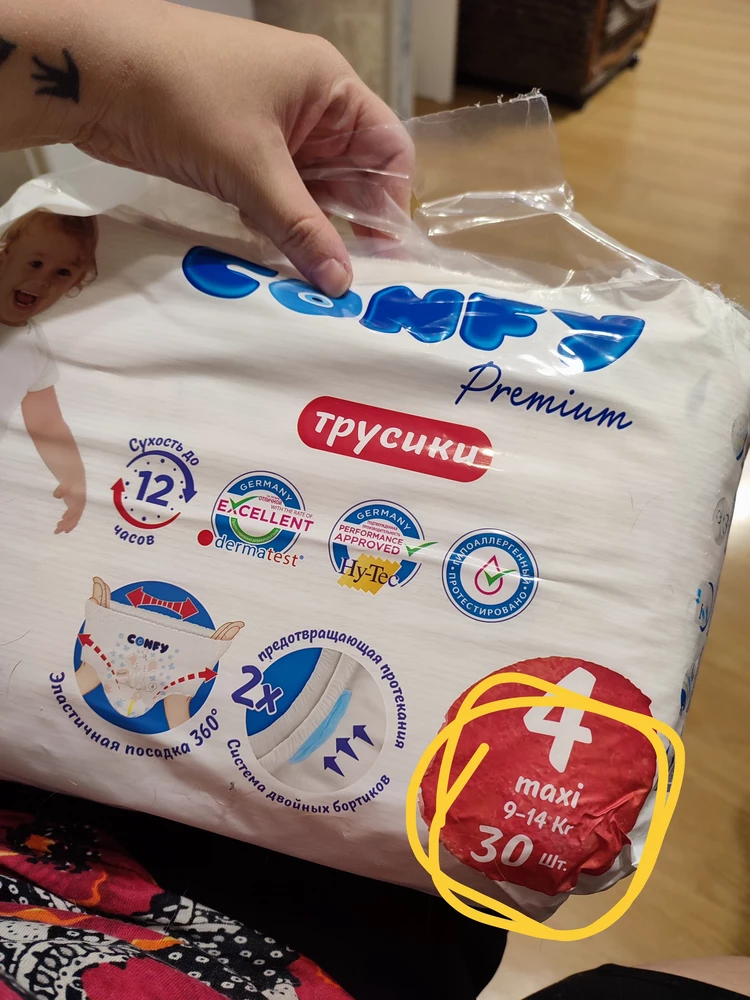 CONFY
Premium
трусики
Сухость до
12
часов
GERMANY
EXCELLENT
dermatest®
GERMANY
PERFORMANCE
APPROVED
Hy-Tec
ГИПОАЛЛЕРГЕННЫЙ
ПРОТЕСТИРОВАНО
CONFY
Эластичная посадка 360°
2x
предотвращающая протекания
Система двойных бортиков
4
maxi
9-14 Кг
30 шт.